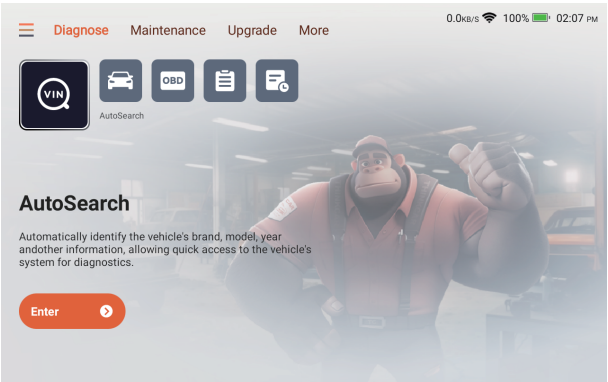 Diagnose Maintenance Upgrade More
0.0KB/S 100% 02:07 PM
VIN
OBD
AutoSearch
AutoSearch
Automatically identify the vehicle's brand, model, year
andother information, allowing quick access to the vehicle's
system for diagnostics.
Enter